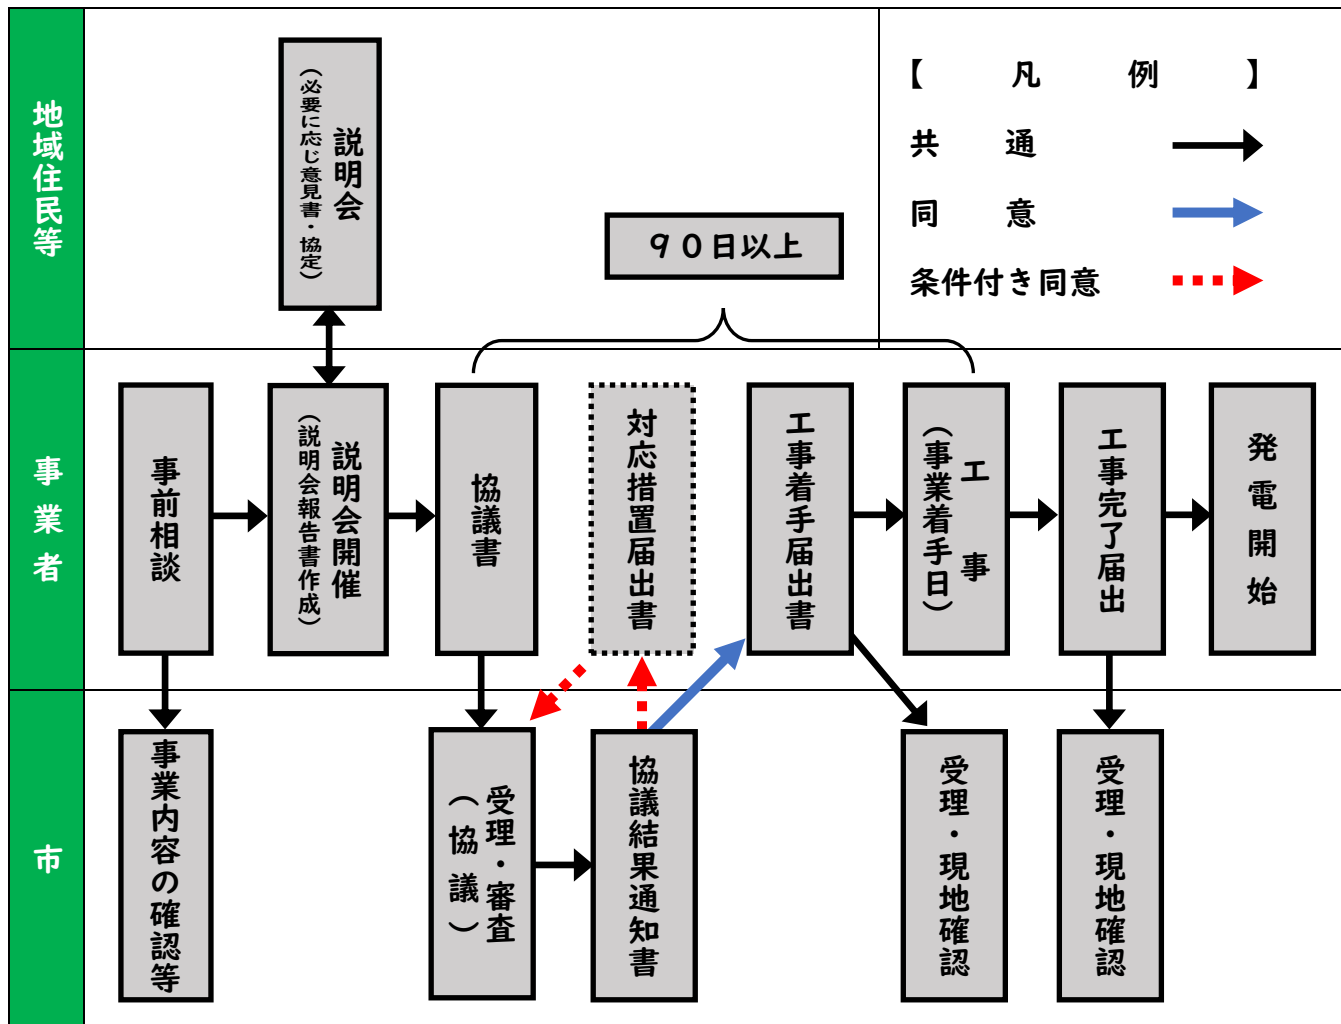 地域住民等
説明会
（必要に応じ意見書・協定）
９０日以上
【凡例】
共通
同意
条件付き同意
事業者
事前相談
説明会開催
（説明会報告書作成）
協議書
対応措置届出書
工事着手届出書
工事
（事業着手日）
工事完了届出
発電開始
市
事業内容の確認等
受理・審査
（協議）
協議結果通知書
受理・現地確認
受理・現地確認